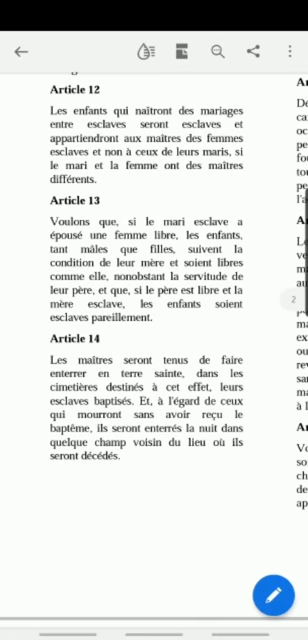 Article 12
Les enfants qui naîtront des mariages
entre esclaves seront esclaves et
appartiendront aux maîtres des femmes
esclaves et non à ceux de leurs maris, si
le mari et la femme ont des maîtres
différents.
Article 13
Voulons que, si le mari esclave a
épousé une femme libre, les enfants,
tant mâles que filles, suivent la
condition de leur mère et soient libres
comme elle, nonobstant la servitude de
leur père, et que, si le père est libre et la
mère esclave, les enfants soient
esclaves pareillement.
Article 14
Les maîtres seront tenus de faire
enterrer en terre sainte, dans les
cimetières destinés à cet effet, leurs
esclaves baptisés. Et, à l'égard de ceux
qui mourront sans avoir reçu le
baptême, ils seront enterrés la nuit dans
quelque champ voisin du lieu où ils
seront décédés.
2